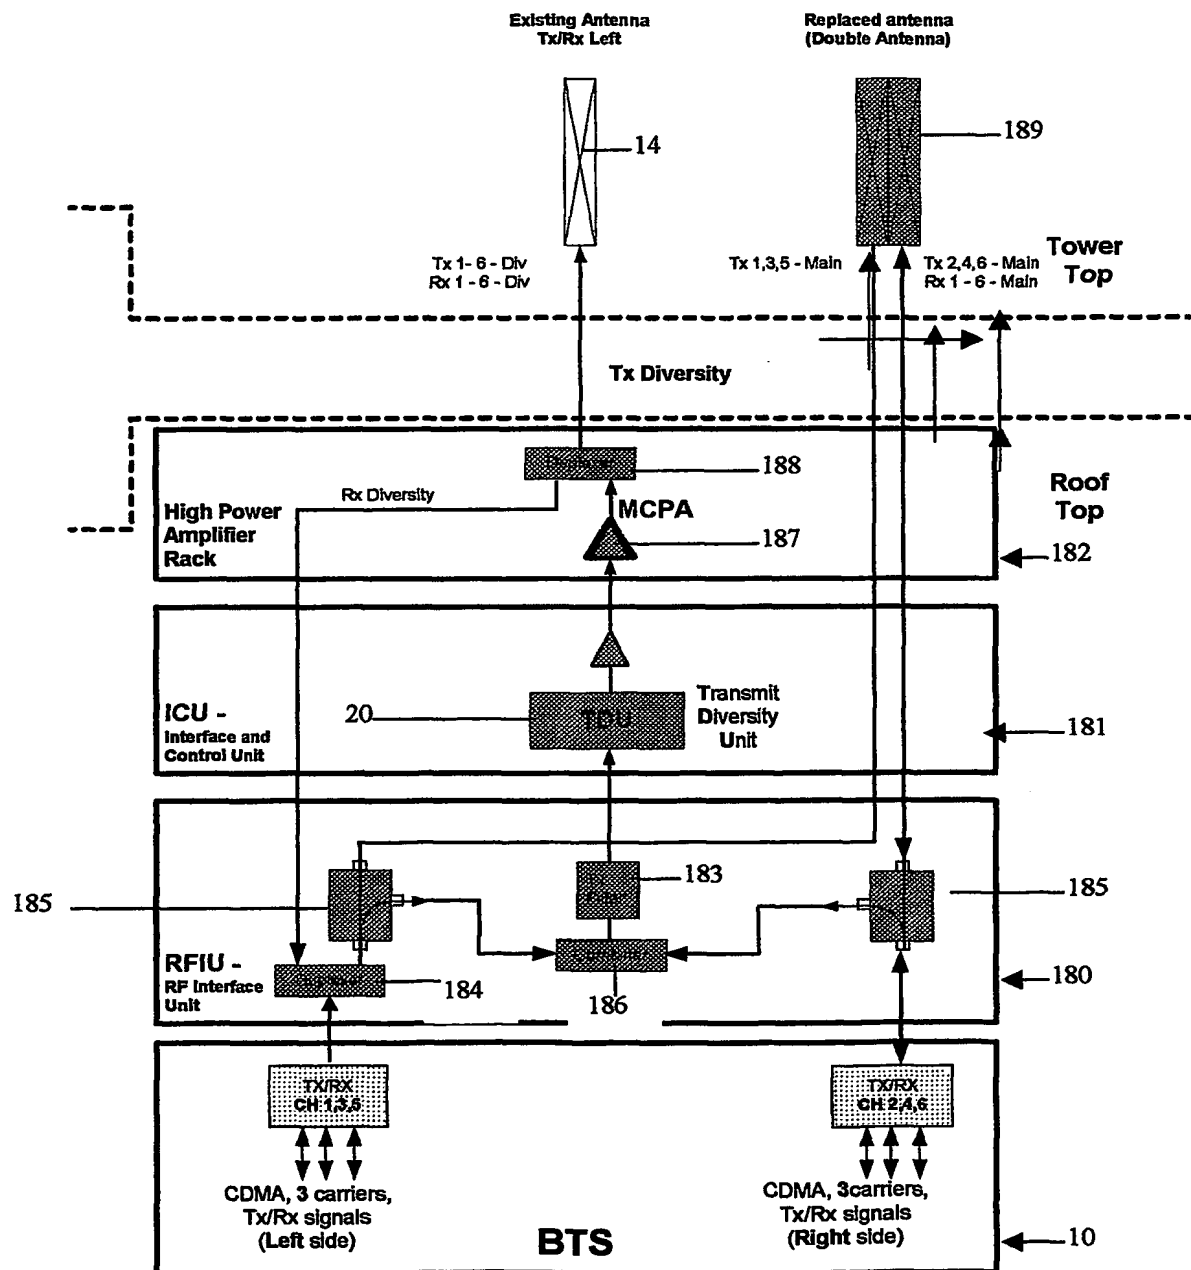 Existing Antenna
Tx/Rx Left
Replaced antenna
(Double Antenna)
14
189
Tx 1- 6 - Div
Rx 1 - 6 - Div
Tx 1,3,5 - Main
Tx 2,4,6 - Main
Rx 1 - 6 - Main
Tower
Top
Tx Diversity
188
Rx Diversity
MCPA
High Power
Amplifier
Rack
187
Roof
Top
182
20
TDU
Transmit
Diversity
Unit
ICU -
Interface and
Control Unit
181
183
185
185
RFIU -
RF Interface
Unit
184
186
180
TX/RX
CH 1,3,5
TX/RX
CH 2,4,6
CDMA, 3 carriers,
Tx/Rx signals
(Left side)
CDMA, 3carriers,
Tx/Rx signals
(Right side)
BTS
10